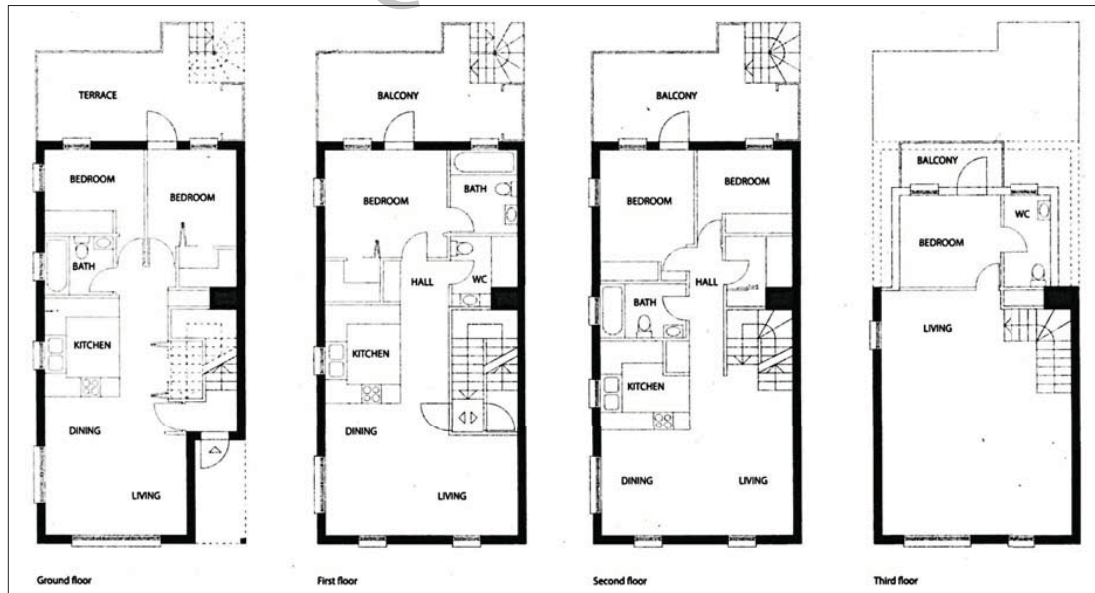 TERRACE
BEDROOM
BEDROOM
BATH
KITCHEN
DINING
LIVING
Ground floor
BALCONY
BEDROOM
BATH
WC
HALL
KITCHEN
DINING
LIVING
First floor
BALCONY
BEDROOM
BEDROOM
HALL
BATH
KITCHEN
DINING
LIVING
Second floor
BALCONY
WC
BEDROOM
LIVING
Third floor